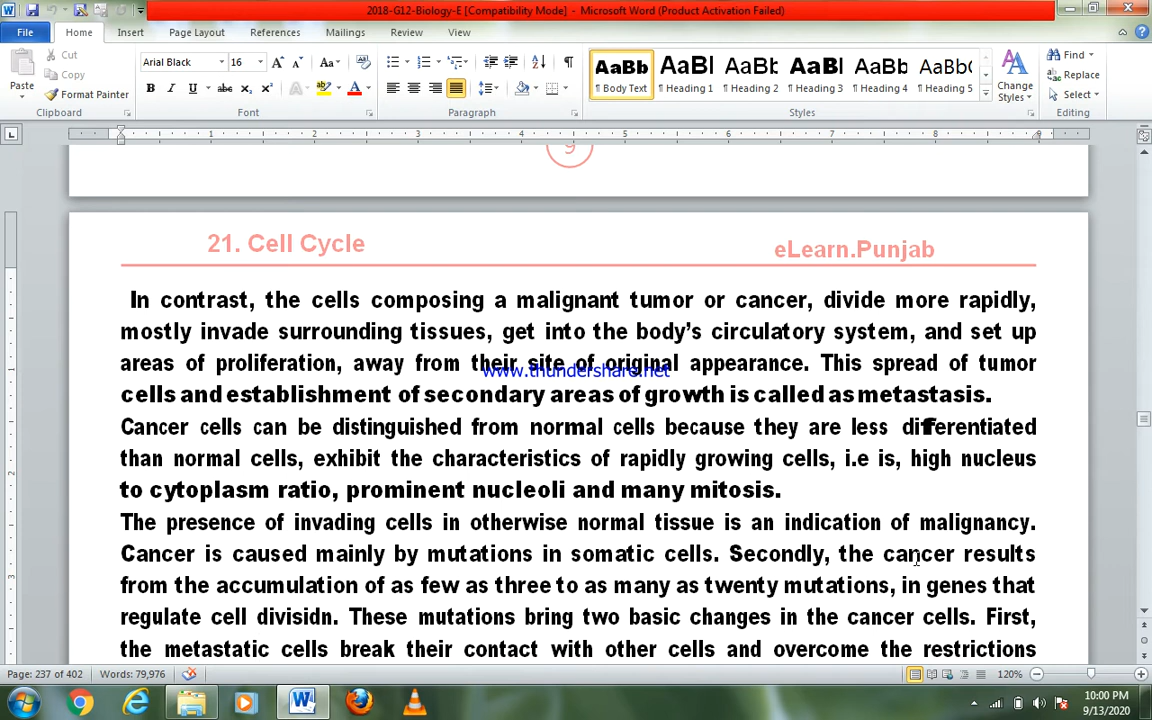 2018-G12-Biology-E [Compatibility Mode] - Microsoft Word (Product Activation Failed)
File Home Insert Page Layout References Mailings Review View
Paste
Cut
Copy
Format Painter
Clipboard
Arial Black 16
Font
Paragraph
AaBb AaBl AaBb AaBl AaBb AaBb(
¶ Body Text ¶ Heading 1 ¶ Heading 2 ¶ Heading 3 ¶ Heading 4 ¶ Heading 5
Styles
Change Styles
Find
Replace
Select
Editing
9
21. Cell Cycle
eLearn.Punjab
In contrast, the cells composing a malignant tumor or cancer, divide more rapidly,
mostly invade surrounding tissues, get into the body's circulatory system, and set up
areas of proliferation, away from their site of original appearance. This spread of tumor
www.thundershare.net
cells and establishment of secondary areas of growth is called as metastasis.
Cancer cells can be distinguished from normal cells because they are less differentiated
than normal cells, exhibit the characteristics of rapidly growing cells, i.e is, high nucleus
to cytoplasm ratio, prominent nucleoli and many mitosis.
The presence of invading cells in otherwise normal tissue is an indication of malignancy.
Cancer is caused mainly by mutations in somatic cells. Secondly, the cancer results
from the accumulation of as few as three to as many as twenty mutations, in genes that
regulate cell divisidn. These mutations bring two basic changes in the cancer cells. First,
the metastatic cells break their contact with other cells and overcome the restrictions
Page: 237 of 402 Words: 79,976 120%
10:00 PM
9/13/2020